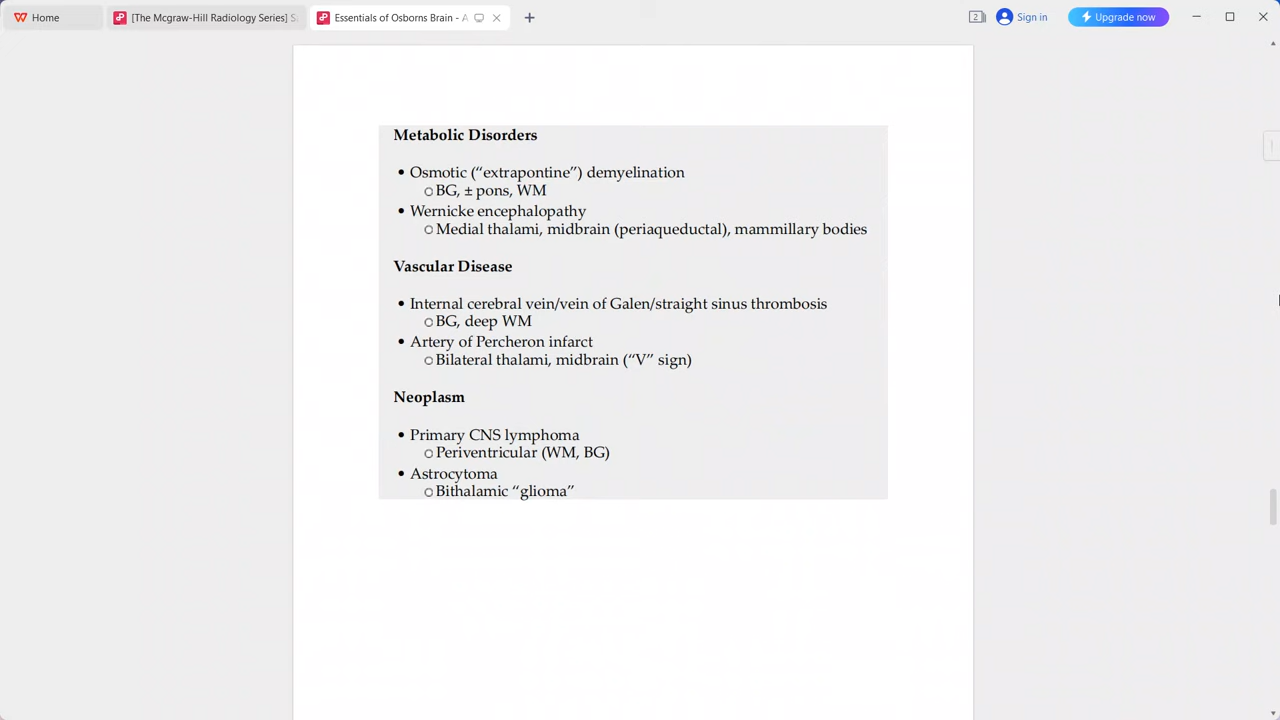 Home
[The Mcgraw-Hill Radiology Series] S
Essentials of Osborns Brain - A
2
Sign in
Upgrade now
Metabolic Disorders
• Osmotic (“extrapontine”) demyelination
○ BG, ± pons, WM
• Wernicke encephalopathy
○ Medial thalami, midbrain (periaqueductal), mammillary bodies
Vascular Disease
• Internal cerebral vein/vein of Galen/straight sinus thrombosis
○ BG, deep WM
• Artery of Percheron infarct
○ Bilateral thalami, midbrain (“V” sign)
Neoplasm
• Primary CNS lymphoma
○ Periventricular (WM, BG)
• Astrocytoma
○ Bithalamic “glioma”